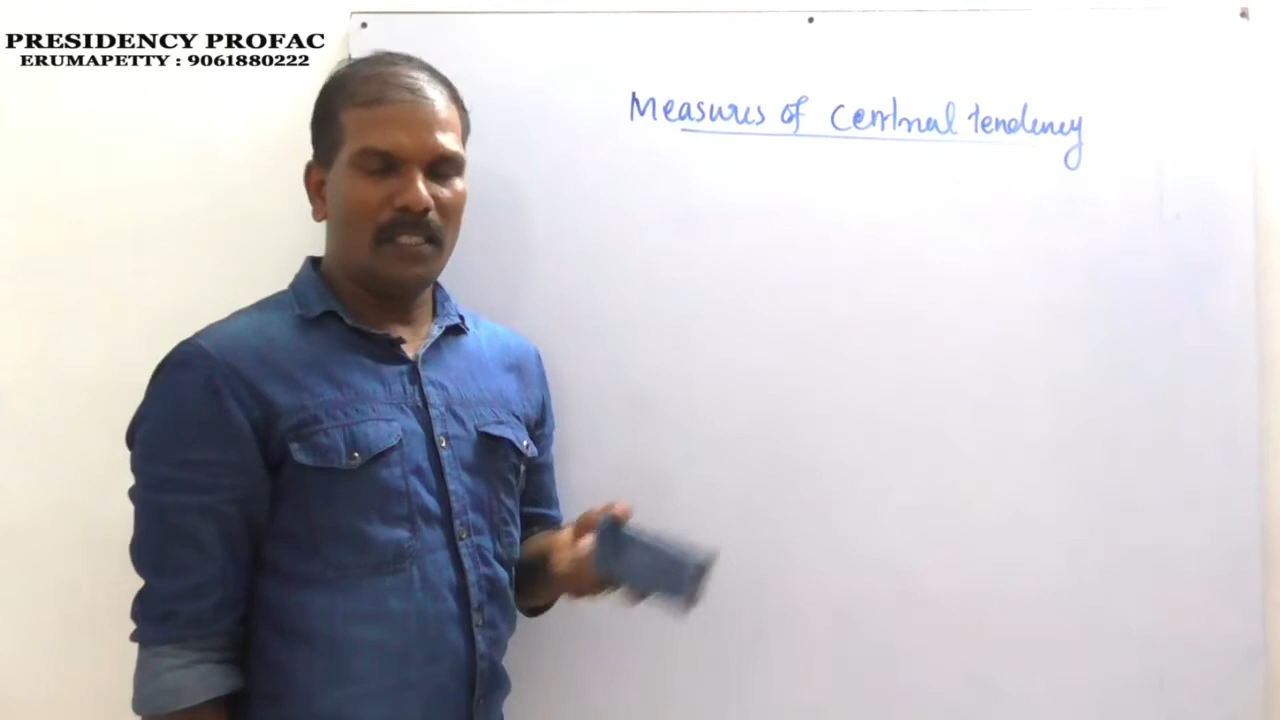 PRESIDENCY PROFAC
ERUMAPETTY : 9061880222
Measures of Central tendency